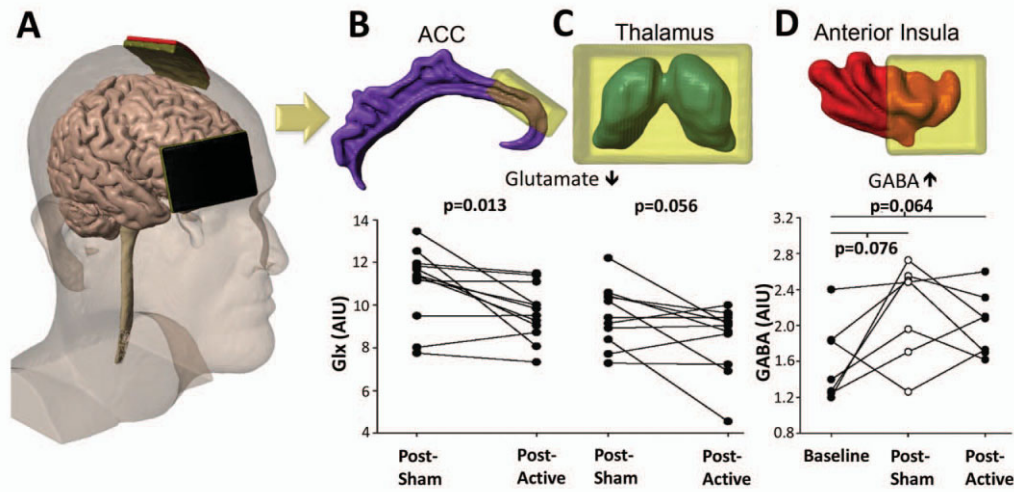 A
B
ACC
C
Thalamus
D
Anterior Insula
Glutamate ↓
GABA ↑
p=0.013
p=0.056
p=0.064
p=0.076
Glx (AIU)
14
12
10
8
6
4
Post-
Sham
Post-
Active
Post-
Sham
Post-
Active
GABA (AIU)
3.2
2.8
2.4
2.0
1.6
1.2
0.8
Baseline
Post-
Sham
Post-
Active